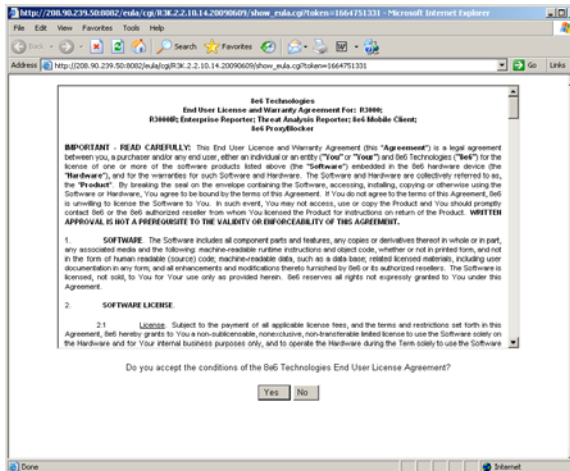 http://208.90.239.50:8082/eula/cgi/R3K.2.2.10.14.20090609/show_eula.cgi?token=1664751331 - Microsoft Internet Explorer
File Edit View Favorites Tools Help
Back Search Favorites
Address http://208.90.239.50:8082/eula/cgi/R3K.2.2.10.14.20090609/show_eula.cgi?token=1664751331 Go Links
8e6 Technologies
End User License and Warranty Agreement For: R3000;
R3000IR; Enterprise Reporter; Threat Analysis Reporter; 8e6 Mobile Client;
8e6 ProxyBlocker
IMPORTANT - READ CAREFULLY: This End User License and Warranty Agreement (this "Agreement") is a legal agreement
between you, a purchaser and/or any end user, either an individual or an entity ("You" or "Your") and 8e6 Technologies ("8e6") for the
license of one or more of the software products listed above (the "Software") embedded in the 8e6 hardware device (the
"Hardware"), and for the warranties for such Software and Hardware. The Software and Hardware are collectively referred to as,
the "Product". By breaking the seal on the envelope containing the Software, accessing, installing, copying or otherwise using the
Software or Hardware, You agree to be bound by the terms of this Agreement. If You do not agree to the terms of this Agreement, 8e6
is unwilling to license the Software to You. In such event, You may not access, use or copy the Product and You should promptly
contact 8e6 or the 8e6 authorized reseller from whom You licensed the Product for instructions on return of the Product. WRITTEN
APPROVAL IS NOT A PREREQUISITE TO THE VALIDITY OR ENFORCEABILITY OF THIS AGREEMENT.
1. SOFTWARE. The Software includes all component parts and features, any copies or derivatives thereof in whole or in part,
any associated media and the following: machine-readable runtime instructions and object code, whether or not in printed form, and not
in the form of human readable (source) code; machine-readable data, such as a data base; related licensed materials, including user
documentation in any form; and all enhancements and modifications thereto furnished by 8e6 or its authorized resellers. The Software is
licensed, not sold, to You for Your use only as provided herein. 8e6 reserves all rights not expressly granted to You under this
Agreement.
2. SOFTWARE LICENSE.
2.1 License. Subject to the payment of all applicable license fees, and the terms and restrictions set forth in this
Agreement, 8e6 hereby grants to You a non-sublicensable, nonexclusive, non-transferable limited license to use the Software solely on
the Hardware and for Your internal business purposes only, and to operate the Hardware during the Term solely to use the Software
Do you accept the conditions of the 8e6 Technologies End User License Agreement?
Yes No
Done Internet